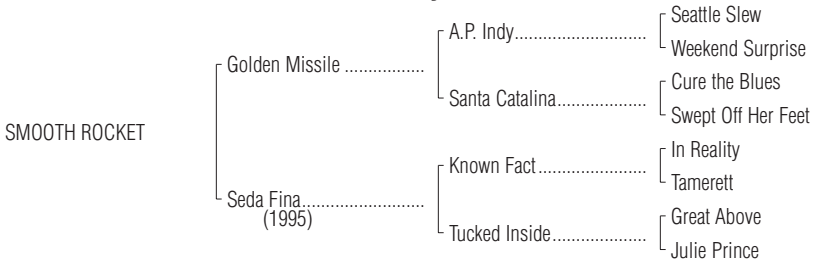 Seattle Slew
A.P. Indy............................
Weekend Surprise
Golden Missile .................
Cure the Blues
Santa Catalina...................
Swept Off Her Feet
SMOOTH ROCKET
In Reality
Known Fact.......................
Tamerett
Seda Fina..........................
(1995)
Great Above
Tucked Inside....................
Julie Prince